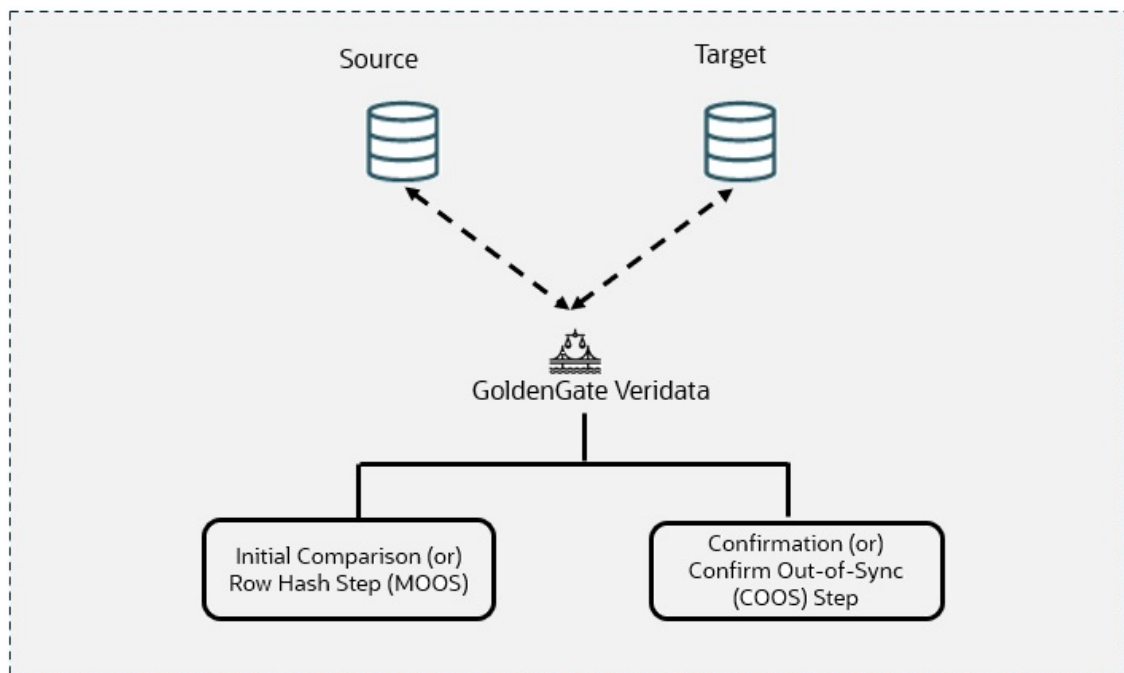 Source
Target
GoldenGate Veridata
Initial Comparison (or)
Row Hash Step (MOOS)
Confirmation (or)
Confirm Out-of-Sync
(COOS) Step